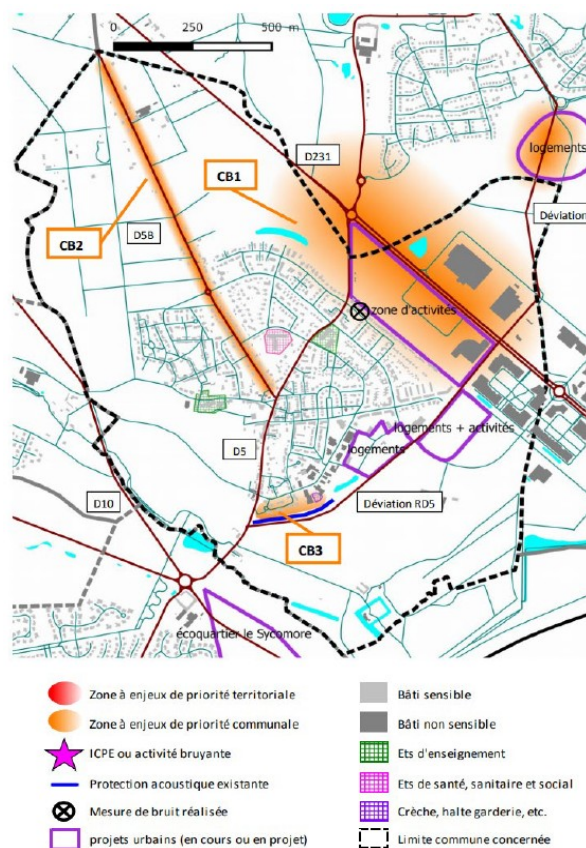 0 250 500 m
logements
D231
CB1
Déviation
CB2
D5B
zone d'activités
logements + activités
logements
D5
D10
Déviation RD5
CB3
écoquartier le Sycomore
Zone à enjeux de priorité territoriale
Zone à enjeux de priorité communale
ICPE ou activité bruyante
Protection acoustique existante
Mesure de bruit réalisée
projets urbains (en cours ou en projet)
Bâti sensible
Bâti non sensible
Ets d'enseignement
Ets de santé, sanitaire et social
Crèche, halte garderie, etc.
Limite commune concernée